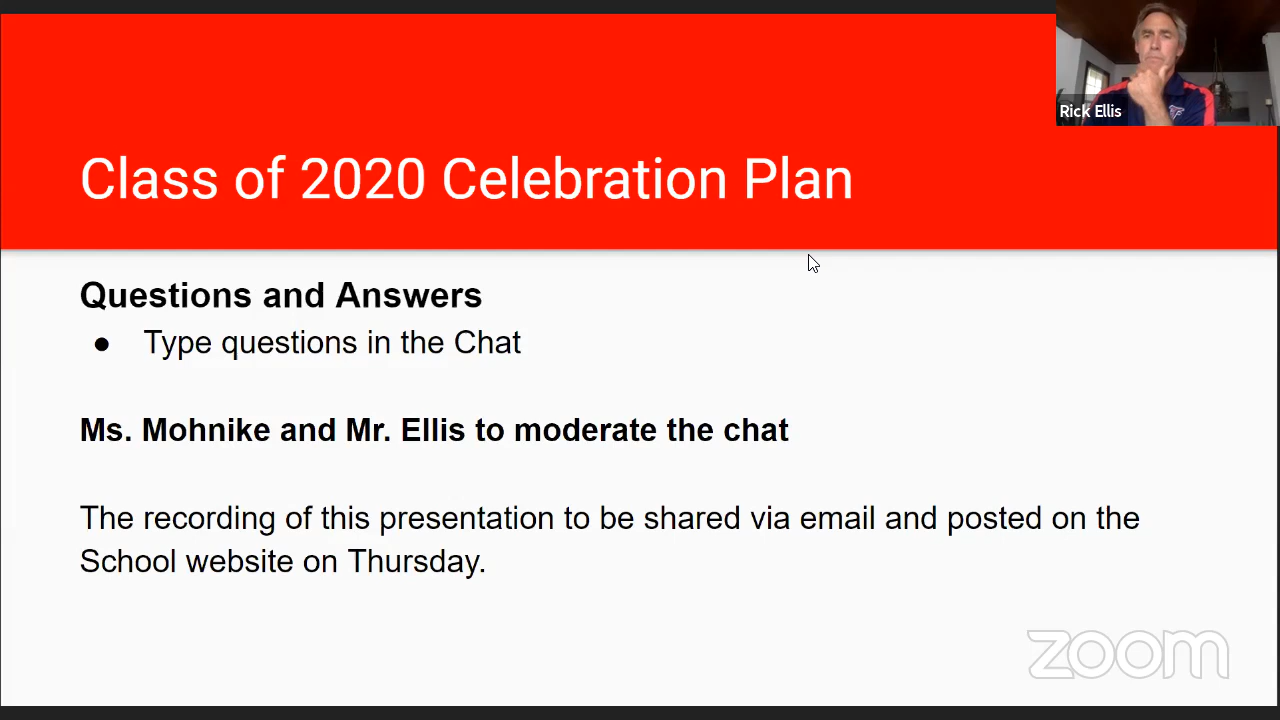 Rick Ellis
Class of 2020 Celebration Plan
Questions and Answers
● Type questions in the Chat
Ms. Mohnike and Mr. Ellis to moderate the chat
The recording of this presentation to be shared via email and posted on the
School website on Thursday.
zoom